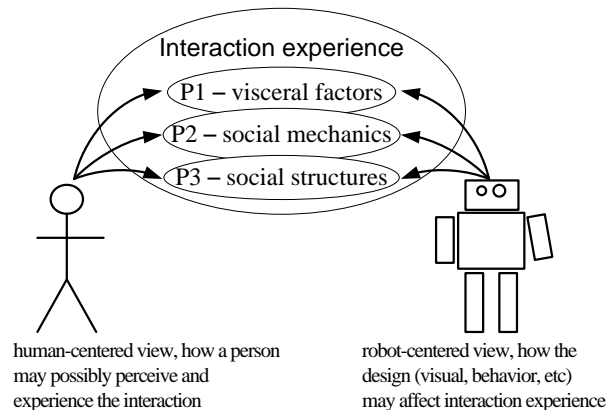 Interaction experience
P1 – visceral factors
P2 – social mechanics
P3 – social structures
human-centered view, how a person
may possibly perceive and
experience the interaction
robot-centered view, how the
design (visual, behavior, etc)
may affect interaction experience